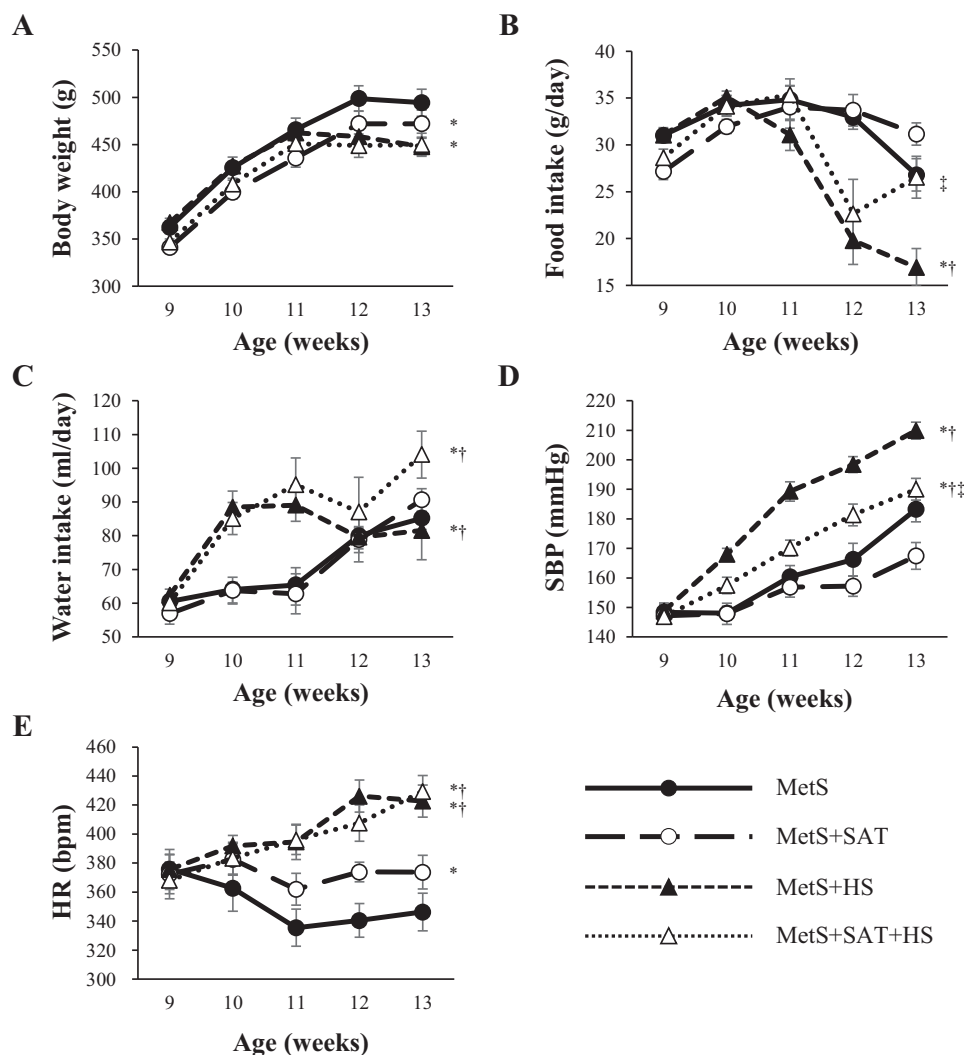 A
Body weight (g)
550
500
450
400
350
300
*
*
9 10 11 12 13
Age (weeks)
B
Food intake (g/day)
40
35
30
25
20
15
‡
*†
9 10 11 12 13
Age (weeks)
C
Water intake (ml/day)
120
110
100
90
80
70
60
50
*†
*†
9 10 11 12 13
Age (weeks)
D
SBP (mmHg)
220
210
200
190
180
170
160
150
140
*†
*†‡
9 10 11 12 13
Age (weeks)
E
HR (bpm)
460
440
420
400
380
360
340
320
300
*†
*†
*
9 10 11 12 13
Age (weeks)
MetS
MetS+SAT
MetS+HS
MetS+SAT+HS